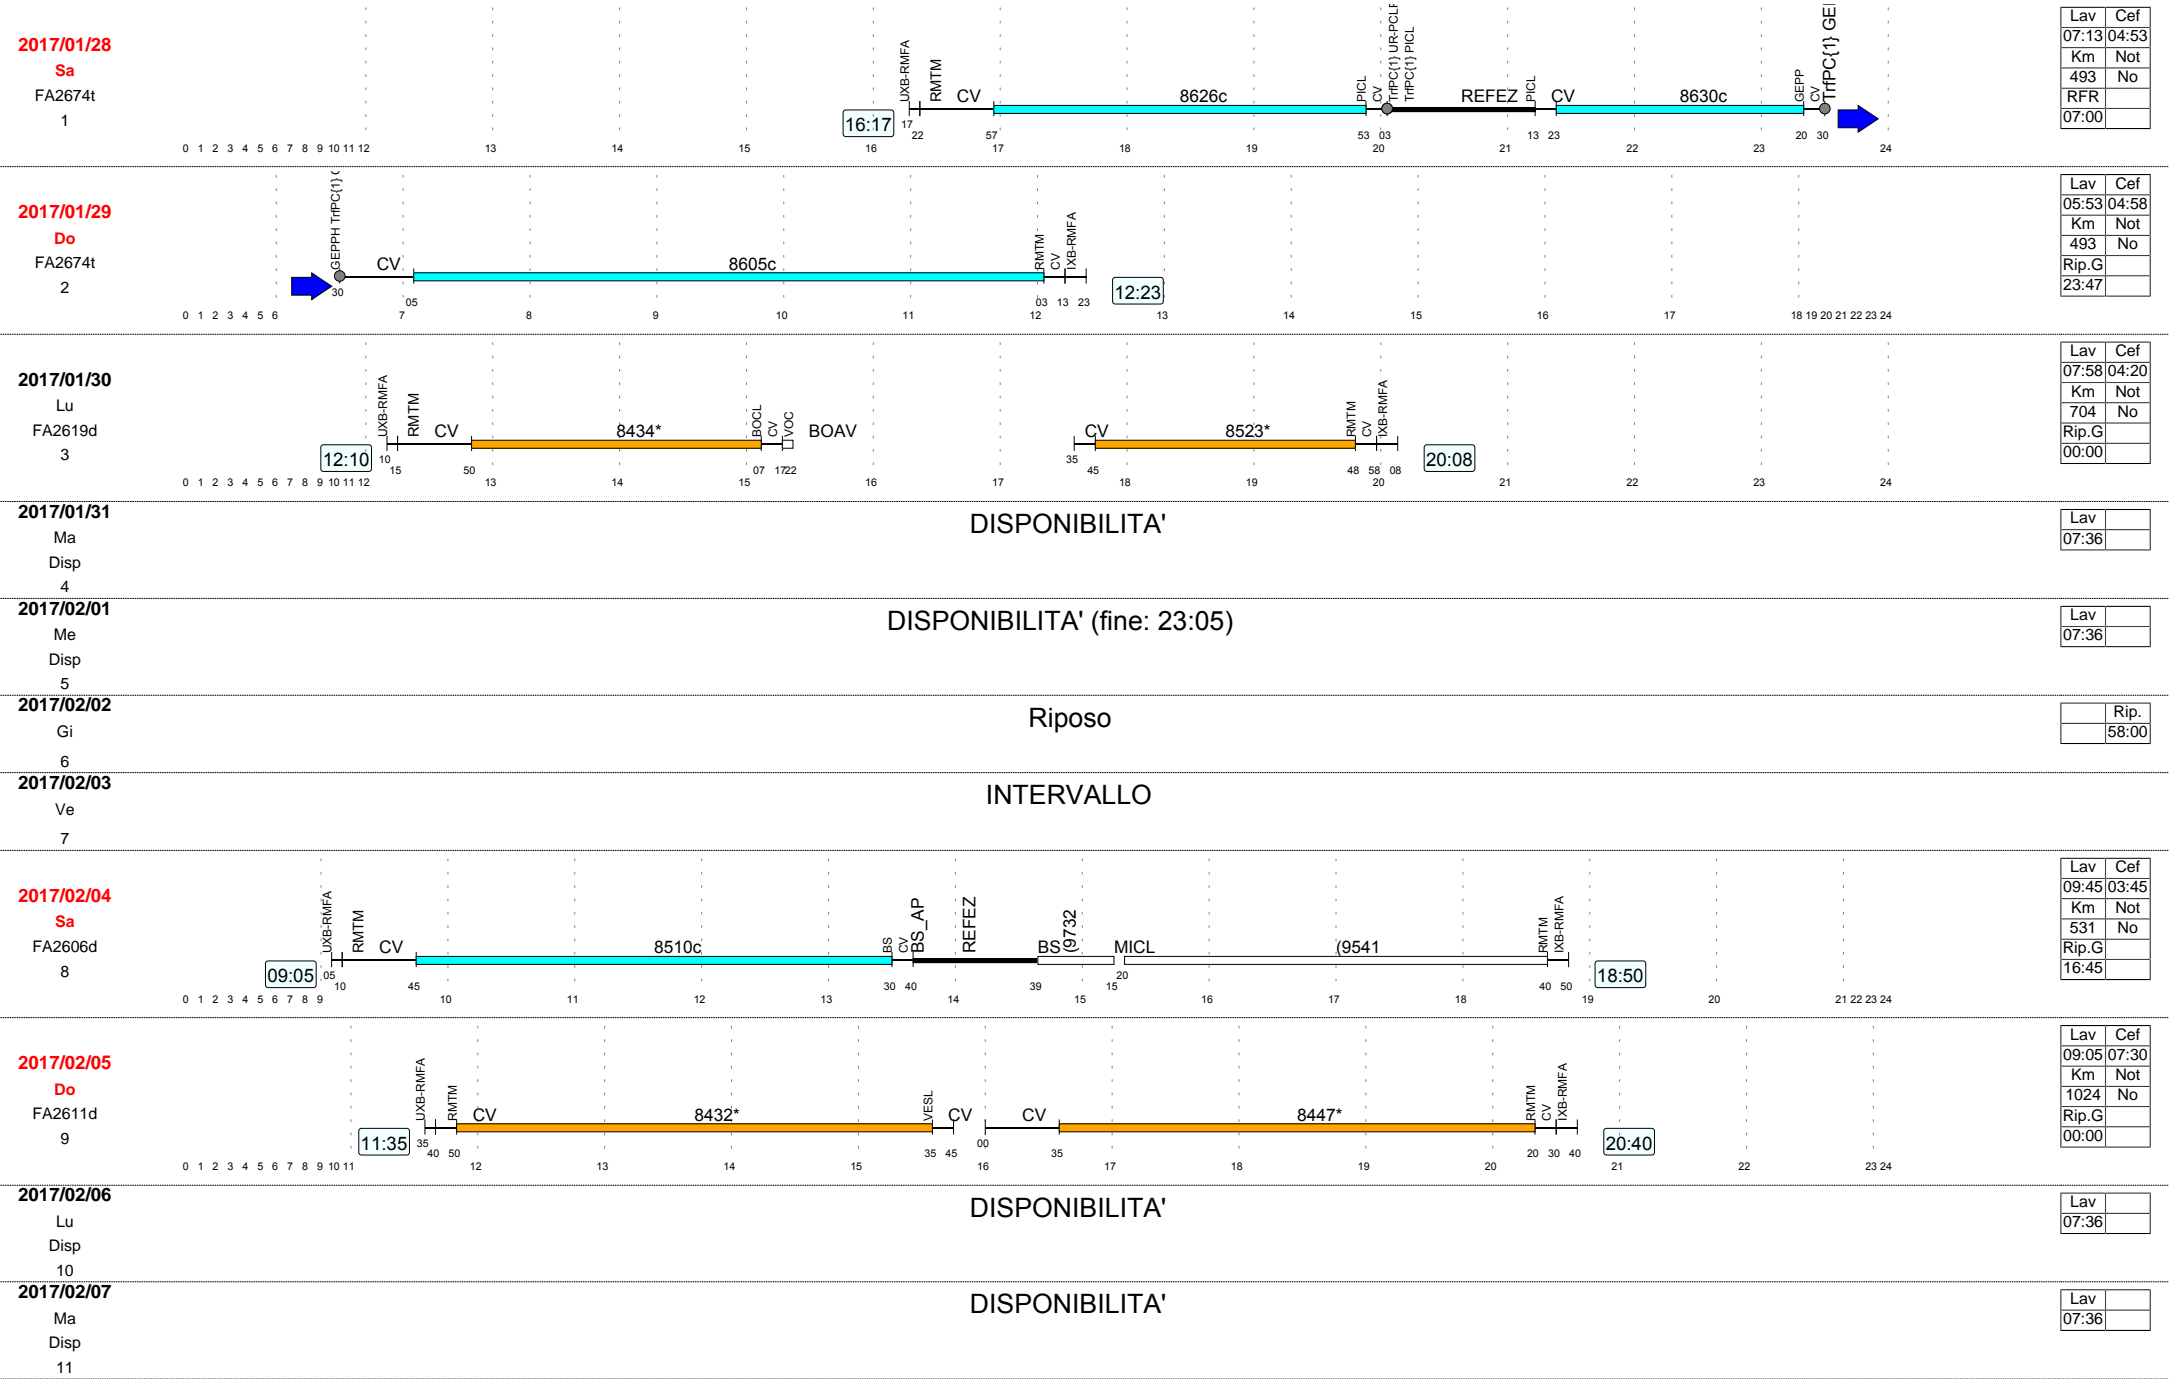 2017/01/28
Sa
FA2674t
1
16:17
UXB-RMFA RMTM CV 8626c PICL CV TrfPC{1} PICL REFEZ PICL CV 8630c GEPP CV
17 22 57 53 03 13 23 20 30
0 1 2 3 4 5 6 7 8 9 10 11 12 13 14 15 16 17 18 19 20 21 22 23 24
Lav Cef
07:13 04:53
Km Not
493 No
RFR
07:00
2017/01/29
Do
FA2674t
2
GEPPH TrfPC{1} CV 8605c RMTM CV IXB-RMFA
30 05 03 13 23
12:23
0 1 2 3 4 5 6 7 8 9 10 11 12 13 14 15 16 17 18 19 20 21 22 23 24
Lav Cef
05:53 04:58
Km Not
493 No
Rip.G
23:47
2017/01/30
Lu
FA2619d
3
12:10
UXB-RMFA RMTM CV 8434* BOCL CV VOC BOAV CV 8523* RMTM CV IXB-RMFA
10 15 50 07 17 22 35 45 48 58 08
20:08
0 1 2 3 4 5 6 7 8 9 10 11 12 13 14 15 16 17 18 19 20 21 22 23 24
Lav Cef
07:58 04:20
Km Not
704 No
Rip.G
00:00
2017/01/31
Ma
Disp
4
DISPONIBILITA'
Lav
07:36
2017/02/01
Me
Disp
5
DISPONIBILITA' (fine: 23:05)
Lav
07:36
2017/02/02
Gi
6
Riposo
Rip.
58:00
2017/02/03
Ve
7
INTERVALLO
2017/02/04
Sa
FA2606d
8
09:05
UXB-RMFA RMTM CV 8510c BS CV BS_AP REFEZ BS (9732 MICL (9541 RMTM IXB-RMFA
05 10 45 30 40 39 15 20 40 50
18:50
0 1 2 3 4 5 6 7 8 9 10 11 12 13 14 15 16 17 18 19 20 21 22 23 24
Lav Cef
09:45 03:45
Km Not
531 No
Rip.G
16:45
2017/02/05
Do
FA2611d
9
11:35
UXB-RMFA RMTM CV 8432* VESL CV CV 8447* RMTM CV IXB-RMFA
35 40 50 35 45 00 35 20 30 40
20:40
0 1 2 3 4 5 6 7 8 9 10 11 12 13 14 15 16 17 18 19 20 21 22 23 24
Lav Cef
09:05 07:30
Km Not
1024 No
Rip.G
00:00
2017/02/06
Lu
Disp
10
DISPONIBILITA'
Lav
07:36
2017/02/07
Ma
Disp
11
DISPONIBILITA'
Lav
07:36